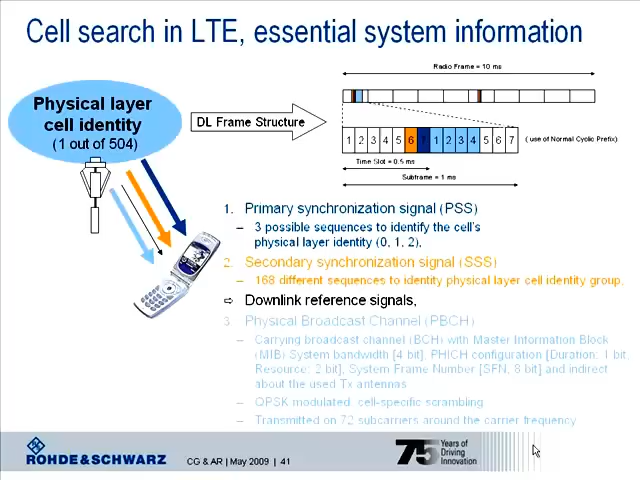 Cell search in LTE, essential system information
Radio Frame = 10 ms
Physical layer
cell identity
(1 out of 504)
DL Frame Structure
1 2 3 4 5 6 7 1 2 3 4 5 6 7
( use of Normal Cyclic Prefix)
Time Slot = 0.5 ms
Subframe = 1 ms
1. Primary synchronization signal (PSS)
– 3 possible sequences to identify the cell's
physical layer identity (0, 1, 2),
2. Secondary synchronization signal (SSS)
– 168 different sequences to identify physical layer cell identity group,
⇨ Downlink reference signals,
3. Physical Broadcast Channel (PBCH)
– Carrying broadcast channel (BCH) with Master Information Block
(MIB) System bandwidth [4 bit], PHICH configuration [Duration: 1 bit,
Resource: 2 bit], System Frame Number [SFN, 8 bit] and indirect
about the used Tx antennas
– QPSK modulated, cell-specific scrambling
– Transmitted on 72 subcarriers around the carrier frequency
ROHDE&SCHWARZ
CG & AR | May 2009 | 41
75 Years of
Driving
Innovation